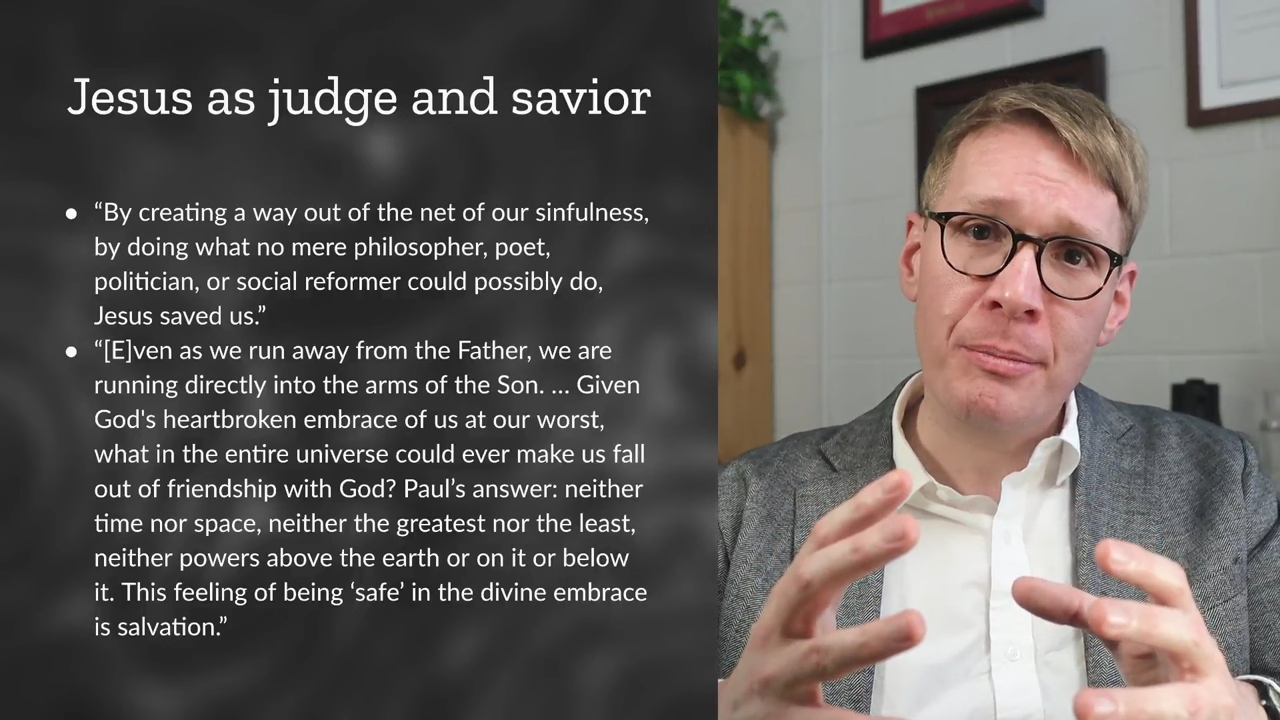 Jesus as judge and savior
● “By creating a way out of the net of our sinfulness,
by doing what no mere philosopher, poet,
politician, or social reformer could possibly do,
Jesus saved us.”
● “[E]ven as we run away from the Father, we are
running directly into the arms of the Son. ... Given
God's heartbroken embrace of us at our worst,
what in the entire universe could ever make us fall
out of friendship with God? Paul’s answer: neither
time nor space, neither the greatest nor the least,
neither powers above the earth or on it or below
it. This feeling of being ‘safe’ in the divine embrace
is salvation.”